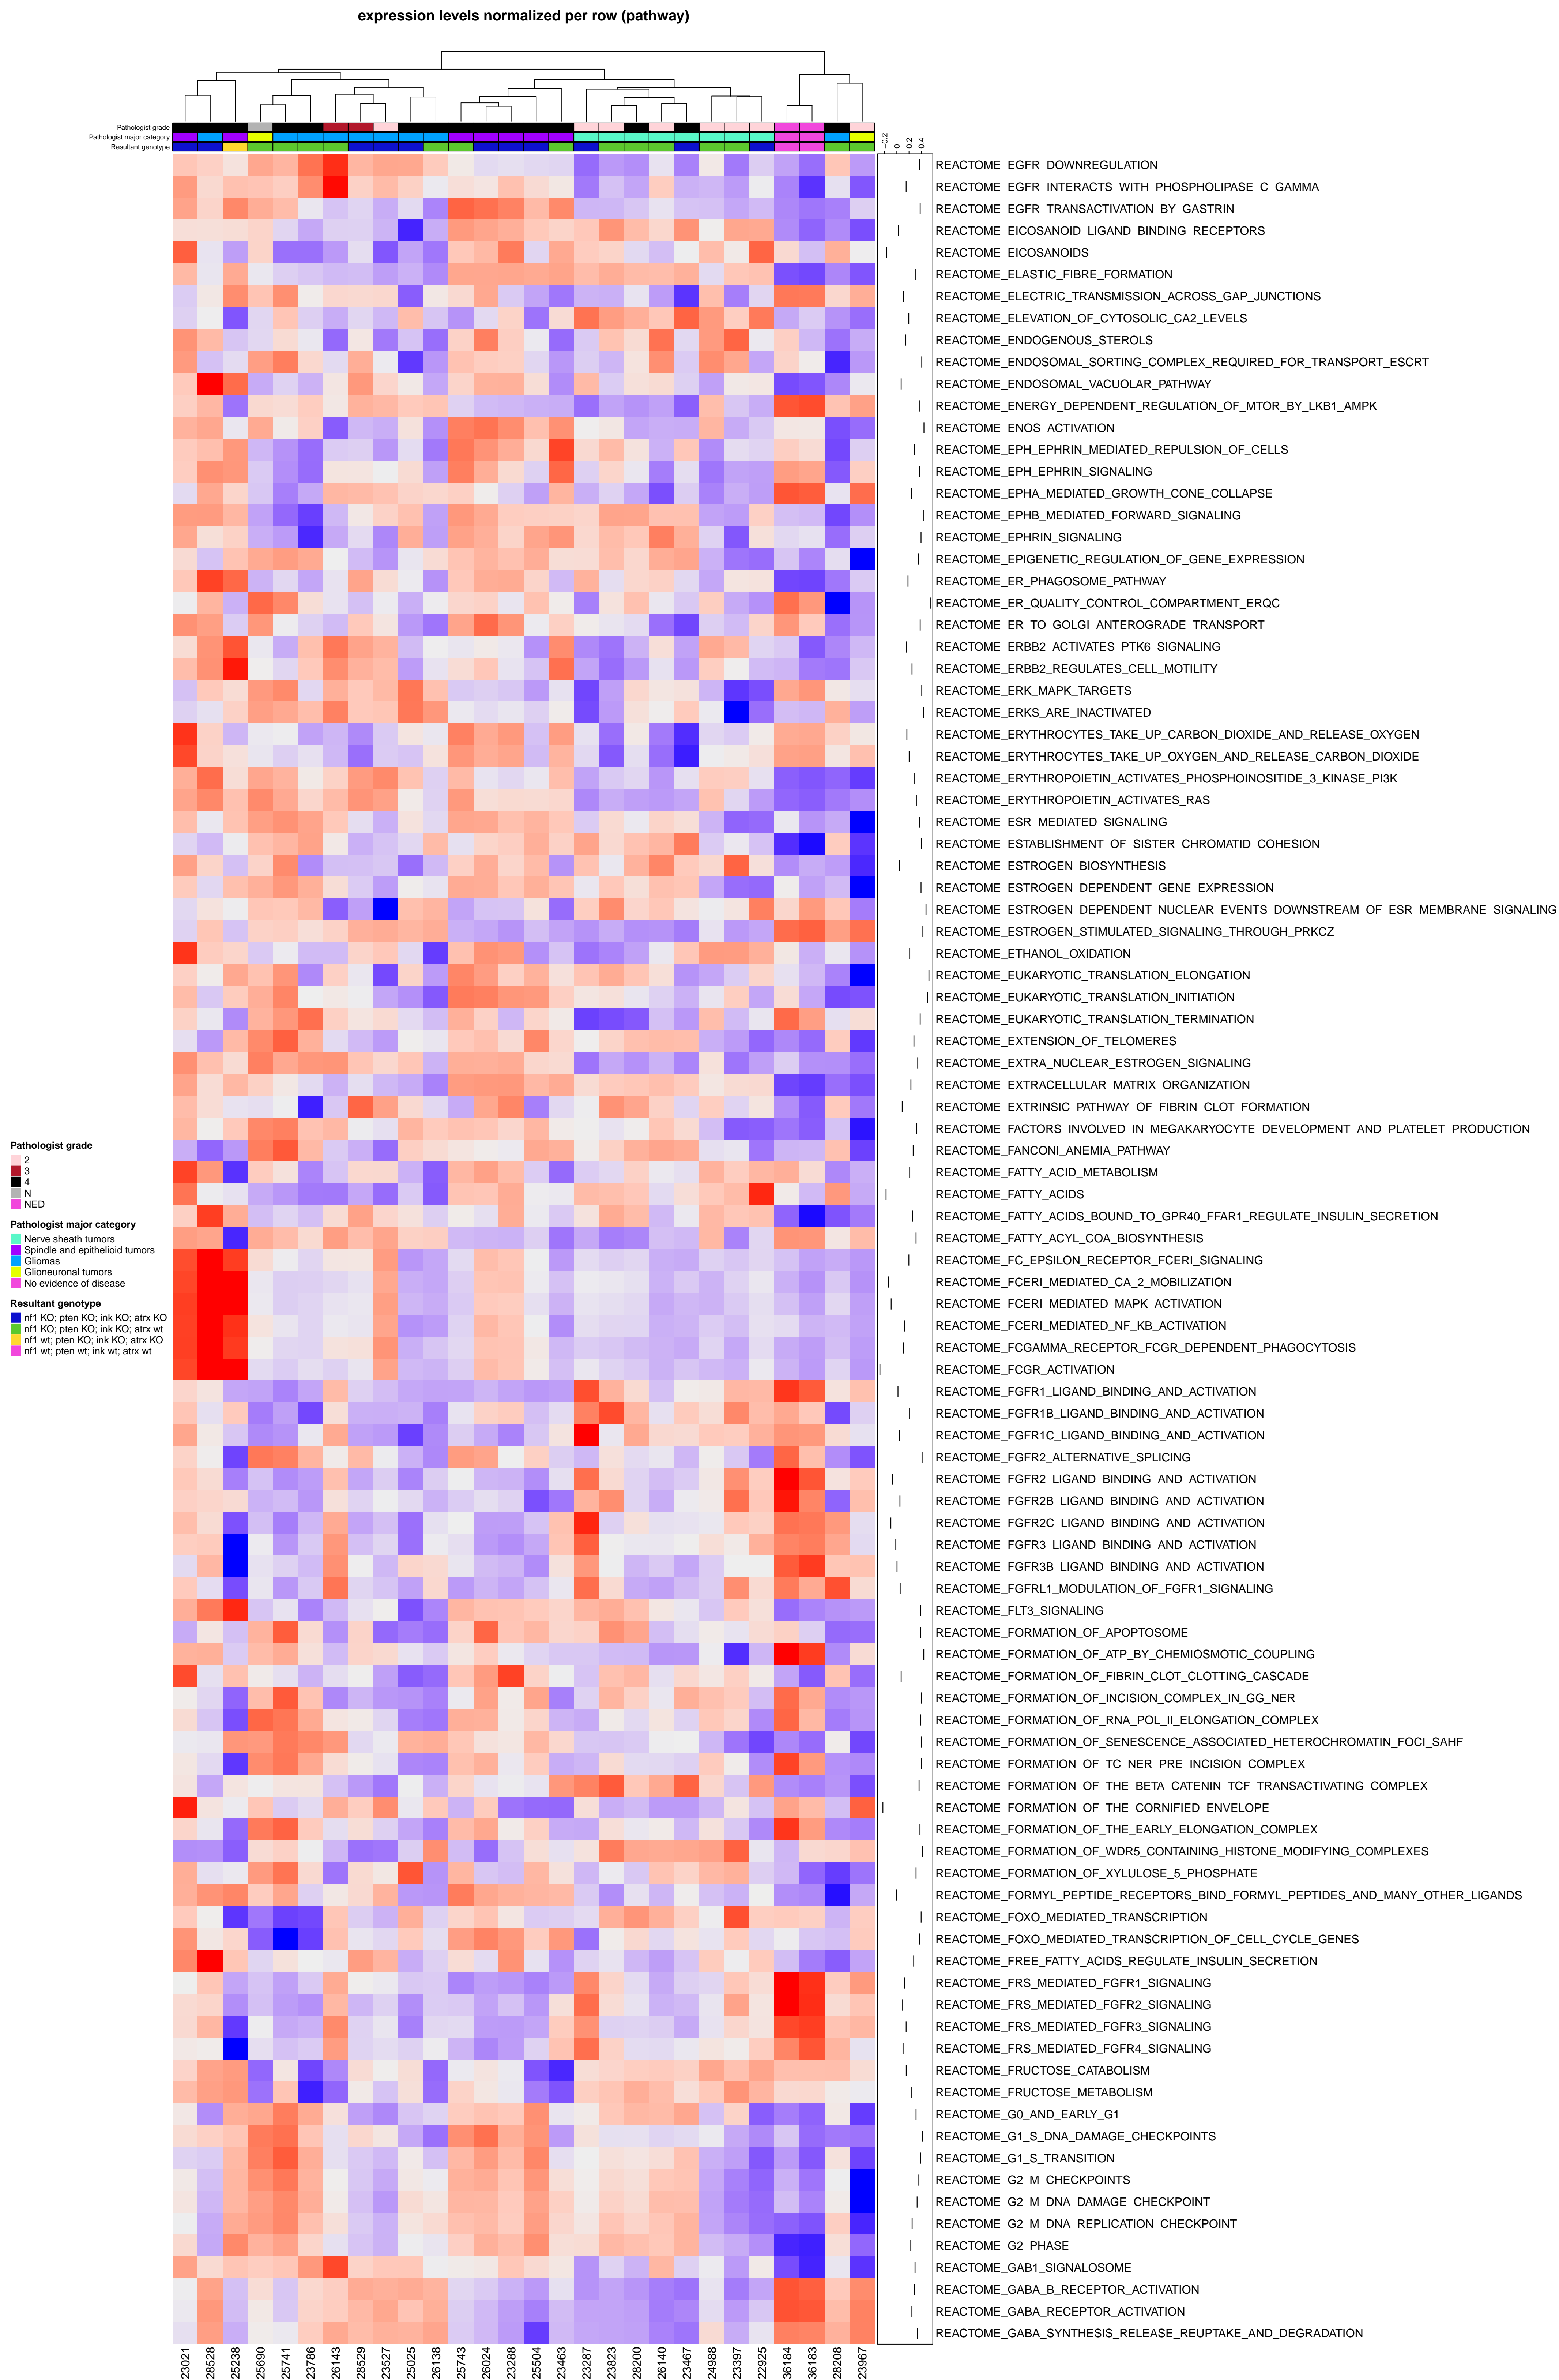 expression levels normalized per row (pathway)
Pathologist grade
Pathologist major category
Resultant genotype
-0.2
0
0.2
0.4
REACTOME_EGFR_DOWNREGULATION
REACTOME_EGFR_INTERACTS_WITH_PHOSPHOLIPASE_C_GAMMA
REACTOME_EGFR_TRANSACTIVATION_BY_GASTRIN
REACTOME_EICOSANOID_LIGAND_BINDING_RECEPTORS
REACTOME_EICOSANOIDS
REACTOME_ELASTIC_FIBRE_FORMATION
REACTOME_ELECTRIC_TRANSMISSION_ACROSS_GAP_JUNCTIONS
REACTOME_ELEVATION_OF_CYTOSOLIC_CA2_LEVELS
REACTOME_ENDOGENOUS_STEROLS
REACTOME_ENDOSOMAL_SORTING_COMPLEX_REQUIRED_FOR_TRANSPORT_ESCRT
REACTOME_ENDOSOMAL_VACUOLAR_PATHWAY
REACTOME_ENERGY_DEPENDENT_REGULATION_OF_MTOR_BY_LKB1_AMPK
REACTOME_ENOS_ACTIVATION
REACTOME_EPH_EPHRIN_MEDIATED_REPULSION_OF_CELLS
REACTOME_EPH_EPHRIN_SIGNALING
REACTOME_EPHA_MEDIATED_GROWTH_CONE_COLLAPSE
REACTOME_EPHB_MEDIATED_FORWARD_SIGNALING
REACTOME_EPHRIN_SIGNALING
REACTOME_EPIGENETIC_REGULATION_OF_GENE_EXPRESSION
REACTOME_ER_PHAGOSOME_PATHWAY
REACTOME_ER_QUALITY_CONTROL_COMPARTMENT_ERQC
REACTOME_ER_TO_GOLGI_ANTEROGRADE_TRANSPORT
REACTOME_ERBB2_ACTIVATES_PTK6_SIGNALING
REACTOME_ERBB2_REGULATES_CELL_MOTILITY
REACTOME_ERK_MAPK_TARGETS
REACTOME_ERKS_ARE_INACTIVATED
REACTOME_ERYTHROCYTES_TAKE_UP_CARBON_DIOXIDE_AND_RELEASE_OXYGEN
REACTOME_ERYTHROCYTES_TAKE_UP_OXYGEN_AND_RELEASE_CARBON_DIOXIDE
REACTOME_ERYTHROPOIETIN_ACTIVATES_PHOSPHOINOSITIDE_3_KINASE_PI3K
REACTOME_ERYTHROPOIETIN_ACTIVATES_RAS
REACTOME_ESR_MEDIATED_SIGNALING
REACTOME_ESTABLISHMENT_OF_SISTER_CHROMATID_COHESION
REACTOME_ESTROGEN_BIOSYNTHESIS
REACTOME_ESTROGEN_DEPENDENT_GENE_EXPRESSION
REACTOME_ESTROGEN_DEPENDENT_NUCLEAR_EVENTS_DOWNSTREAM_OF_ESR_MEMBRANE_SIGNALING
REACTOME_ESTROGEN_STIMULATED_SIGNALING_THROUGH_PRKCZ
REACTOME_ETHANOL_OXIDATION
REACTOME_EUKARYOTIC_TRANSLATION_ELONGATION
REACTOME_EUKARYOTIC_TRANSLATION_INITIATION
REACTOME_EUKARYOTIC_TRANSLATION_TERMINATION
REACTOME_EXTENSION_OF_TELOMERES
REACTOME_EXTRA_NUCLEAR_ESTROGEN_SIGNALING
REACTOME_EXTRACELLULAR_MATRIX_ORGANIZATION
REACTOME_EXTRINSIC_PATHWAY_OF_FIBRIN_CLOT_FORMATION
REACTOME_FACTORS_INVOLVED_IN_MEGAKARYOCYTE_DEVELOPMENT_AND_PLATELET_PRODUCTION
REACTOME_FANCONI_ANEMIA_PATHWAY
REACTOME_FATTY_ACID_METABOLISM
REACTOME_FATTY_ACIDS
REACTOME_FATTY_ACIDS_BOUND_TO_GPR40_FFAR1_REGULATE_INSULIN_SECRETION
REACTOME_FATTY_ACYL_COA_BIOSYNTHESIS
REACTOME_FC_EPSILON_RECEPTOR_FCERI_SIGNALING
REACTOME_FCERI_MEDIATED_CA_2_MOBILIZATION
REACTOME_FCERI_MEDIATED_MAPK_ACTIVATION
REACTOME_FCERI_MEDIATED_NF_KB_ACTIVATION
REACTOME_FCGAMMA_RECEPTOR_FCGR_DEPENDENT_PHAGOCYTOSIS
REACTOME_FCGR_ACTIVATION
REACTOME_FGFR1_LIGAND_BINDING_AND_ACTIVATION
REACTOME_FGFR1B_LIGAND_BINDING_AND_ACTIVATION
REACTOME_FGFR1C_LIGAND_BINDING_AND_ACTIVATION
REACTOME_FGFR2_ALTERNATIVE_SPLICING
REACTOME_FGFR2_LIGAND_BINDING_AND_ACTIVATION
REACTOME_FGFR2B_LIGAND_BINDING_AND_ACTIVATION
REACTOME_FGFR2C_LIGAND_BINDING_AND_ACTIVATION
REACTOME_FGFR3_LIGAND_BINDING_AND_ACTIVATION
REACTOME_FGFR3B_LIGAND_BINDING_AND_ACTIVATION
REACTOME_FGFRL1_MODULATION_OF_FGFR1_SIGNALING
REACTOME_FLT3_SIGNALING
REACTOME_FORMATION_OF_APOPTOSOME
REACTOME_FORMATION_OF_ATP_BY_CHEMIOSMOTIC_COUPLING
REACTOME_FORMATION_OF_FIBRIN_CLOT_CLOTTING_CASCADE
REACTOME_FORMATION_OF_INCISION_COMPLEX_IN_GG_NER
REACTOME_FORMATION_OF_RNA_POL_II_ELONGATION_COMPLEX
REACTOME_FORMATION_OF_SENESCENCE_ASSOCIATED_HETEROCHROMATIN_FOCI_SAHF
REACTOME_FORMATION_OF_TC_NER_PRE_INCISION_COMPLEX
REACTOME_FORMATION_OF_THE_BETA_CATENIN_TCF_TRANSACTIVATING_COMPLEX
REACTOME_FORMATION_OF_THE_CORNIFIED_ENVELOPE
REACTOME_FORMATION_OF_THE_EARLY_ELONGATION_COMPLEX
REACTOME_FORMATION_OF_WDR5_CONTAINING_HISTONE_MODIFYING_COMPLEXES
REACTOME_FORMATION_OF_XYLULOSE_5_PHOSPHATE
REACTOME_FORMYL_PEPTIDE_RECEPTORS_BIND_FORMYL_PEPTIDES_AND_MANY_OTHER_LIGANDS
REACTOME_FOXO_MEDIATED_TRANSCRIPTION
REACTOME_FOXO_MEDIATED_TRANSCRIPTION_OF_CELL_CYCLE_GENES
REACTOME_FREE_FATTY_ACIDS_REGULATE_INSULIN_SECRETION
REACTOME_FRS_MEDIATED_FGFR1_SIGNALING
REACTOME_FRS_MEDIATED_FGFR2_SIGNALING
REACTOME_FRS_MEDIATED_FGFR3_SIGNALING
REACTOME_FRS_MEDIATED_FGFR4_SIGNALING
REACTOME_FRUCTOSE_CATABOLISM
REACTOME_FRUCTOSE_METABOLISM
REACTOME_G0_AND_EARLY_G1
REACTOME_G1_S_DNA_DAMAGE_CHECKPOINTS
REACTOME_G1_S_TRANSITION
REACTOME_G2_M_CHECKPOINTS
REACTOME_G2_M_DNA_DAMAGE_CHECKPOINT
REACTOME_G2_M_DNA_REPLICATION_CHECKPOINT
REACTOME_G2_PHASE
REACTOME_GAB1_SIGNALOSOME
REACTOME_GABA_B_RECEPTOR_ACTIVATION
REACTOME_GABA_RECEPTOR_ACTIVATION
REACTOME_GABA_SYNTHESIS_RELEASE_REUPTAKE_AND_DEGRADATION
Pathologist grade
2
3
4
N
NED
Pathologist major category
Nerve sheath tumors
Spindle and epithelioid tumors
Gliomas
Glioneuronal tumors
No evidence of disease
Resultant genotype
nf1 KO; pten KO; ink KO; atrx KO
nf1 KO; pten KO; ink KO; atrx wt
nf1 wt; pten KO; ink KO; atrx KO
nf1 wt; pten wt; ink wt; atrx wt
23021
28528
25238
25690
25741
23786
26143
28529
23527
25025
26138
25743
26024
23288
25504
23463
23287
23823
28200
26140
23467
24988
23397
22925
36184
36183
28208
23967